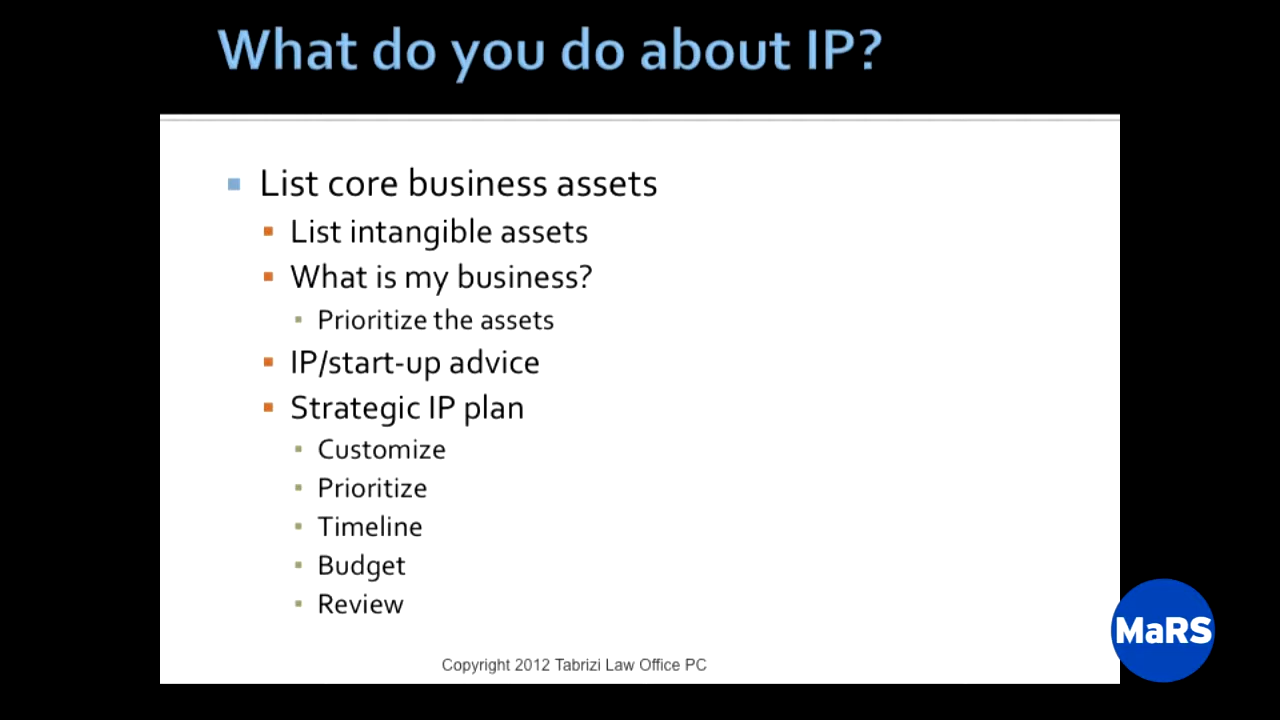 What do you do about IP?
List core business assets
List intangible assets
What is my business?
Prioritize the assets
IP/start-up advice
Strategic IP plan
Customize
Prioritize
Timeline
Budget
Review
MaRS
Copyright 2012 Tabrizi Law Office PC